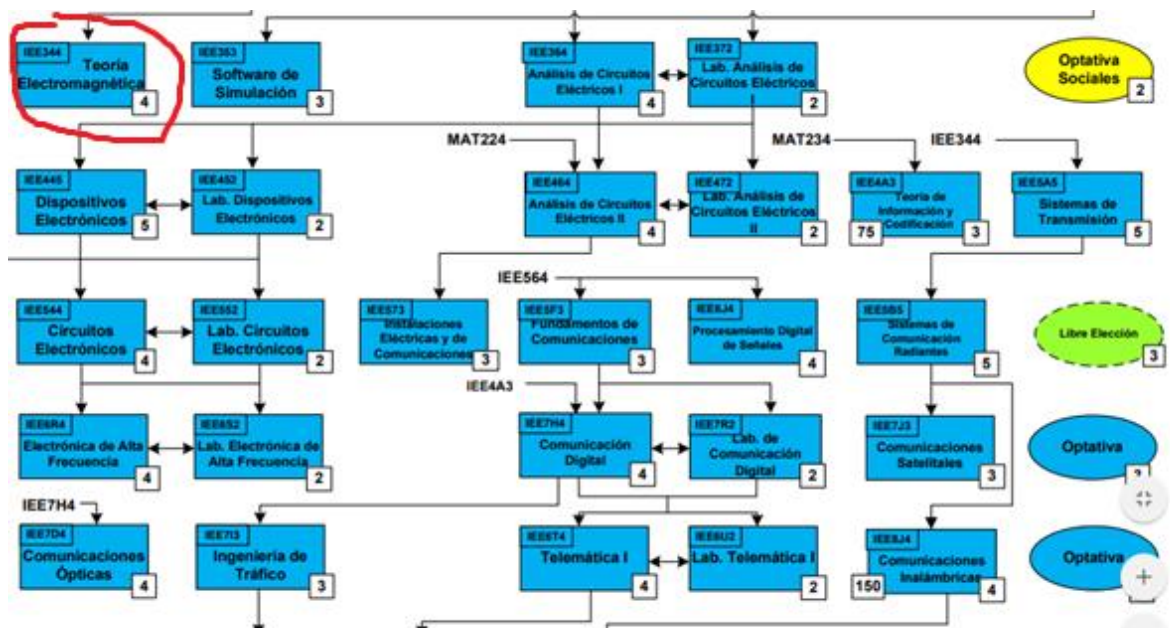 IEE344
Teoría
Electromagnética
4
IEE353
Software de
Simulación
3
IEE364
Análisis de Circuitos
Eléctricos I
4
IEE372
Lab. Análisis de
Circuitos Eléctricos
2
Optativa
Sociales
2
MAT224
MAT234
IEE344
IEE445
Dispositivos
Electrónicos
5
IEE452
Lab. Dispositivos
Electrónicos
2
IEE464
Análisis de Circuitos
Eléctricos II
4
IEE472
Lab. Análisis de
Circuitos Eléctricos
II
2
IEE4A3
Teoría de
Información y
Codificación
75
3
IEE5A5
Sistemas de
Transmisión
5
IEE564
IEE544
Circuitos
Electrónicos
4
IEE552
Lab. Circuitos
Electrónicos
2
IEE573
Instalaciones
Eléctricas y de
Comunicaciones
3
IEE5F3
Fundamentos de
Comunicaciones
3
Procesamiento Digital
de Señales
4
IEE5B5
Sistemas de
Comunicación
Radiantes
5
Libre Elección
3
IEE4A3
IEE6R4
Electrónica de Alta
Frecuencia
4
IEE6S2
Lab. Electrónica de
Alta Frecuencia
2
IEE7H4
Comunicación
Digital
4
IEE7R2
Lab. de
Comunicación
Digital
2
IEE7J3
Comunicaciones
Satelitales
3
Optativa
IEE7H4
IEE7D4
Comunicaciones
Ópticas
4
IEE7I3
Ingeniería de
Tráfico
3
IEE6T4
Telemática I
4
IEE6U2
Lab. Telemática I
2
IEE8J4
Comunicaciones
Inalámbricas
150
4
Optativa